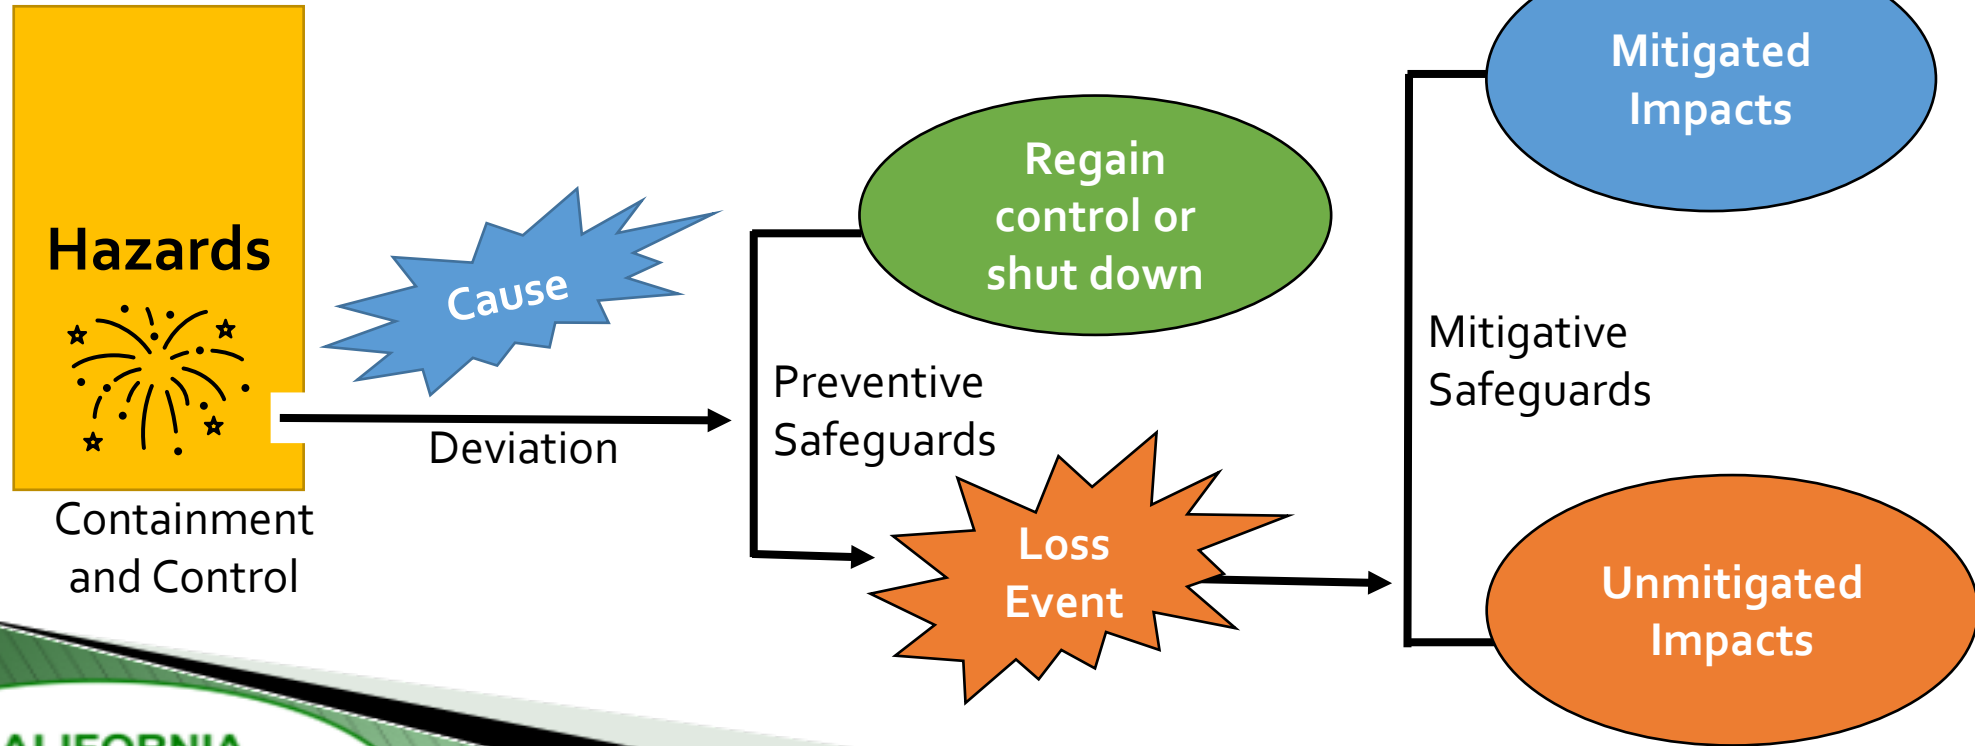 Hazards
Containment
and Control
Cause
Deviation
Preventive
Safeguards
Regain
control or
shut down
Loss
Event
Mitigative
Safeguards
Mitigated
Impacts
Unmitigated
Impacts